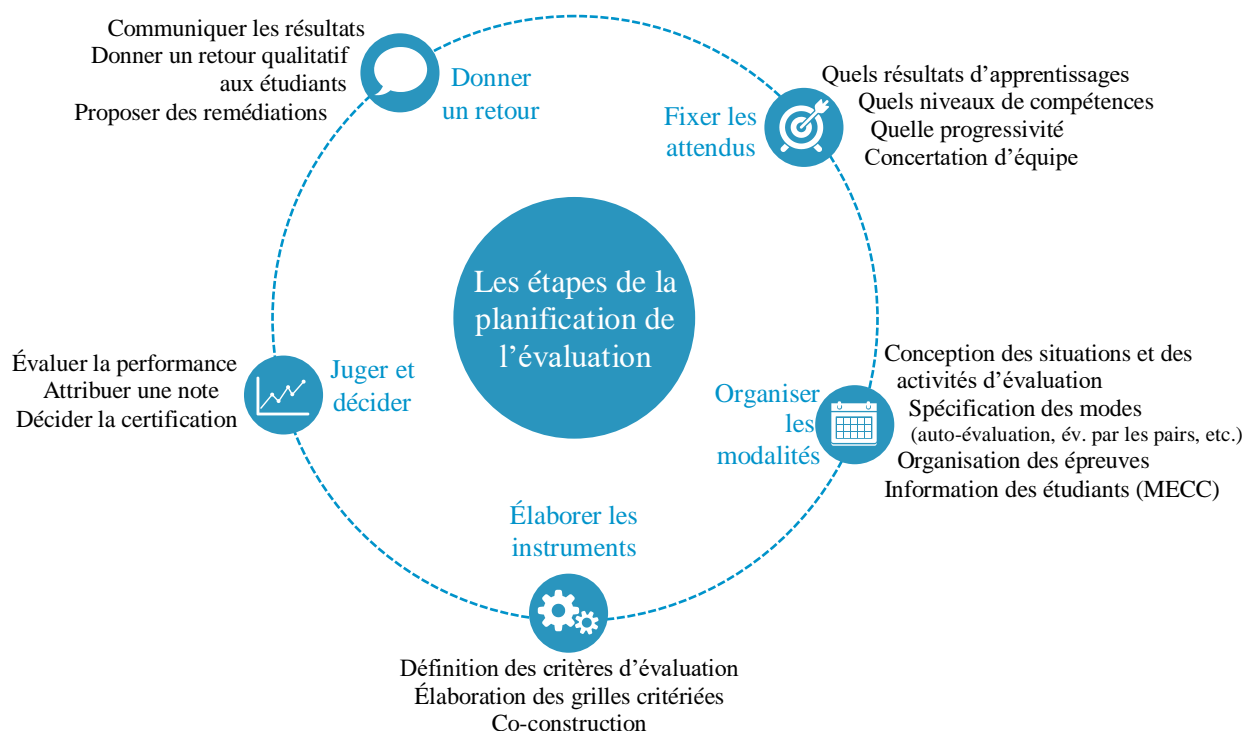 Les étapes de la
planification de
l’évaluation
Fixer les
attendus
Quels résultats d’apprentissages
Quels niveaux de compétences
Quelle progressivité
Concertation d’équipe
Organiser
les
modalités
Conception des situations et des
activités d’évaluation
Spécification des modes
(auto-évaluation, év. par les pairs, etc.)
Organisation des épreuves
Information des étudiants (MECC)
Élaborer les
instruments
Définition des critères d’évaluation
Élaboration des grilles critériées
Co-construction
Juger et
décider
Évaluer la performance
Attribuer une note
Décider la certification
Donner
un retour
Communiquer les résultats
Donner un retour qualitatif
aux étudiants
Proposer des remédiations